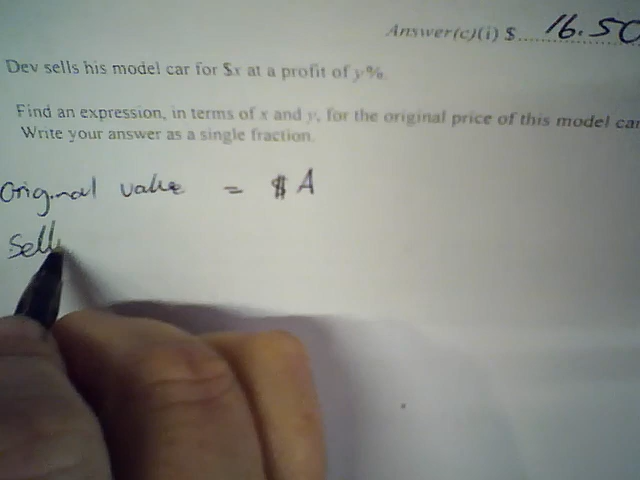 Answer(c)(i) $ ........ 16.50
Dev sells his model car for $x at a profit of y%.
Find an expression, in terms of x and y, for the original price of this model car
Write your answer as a single fraction.
Original value = $ A
Sell